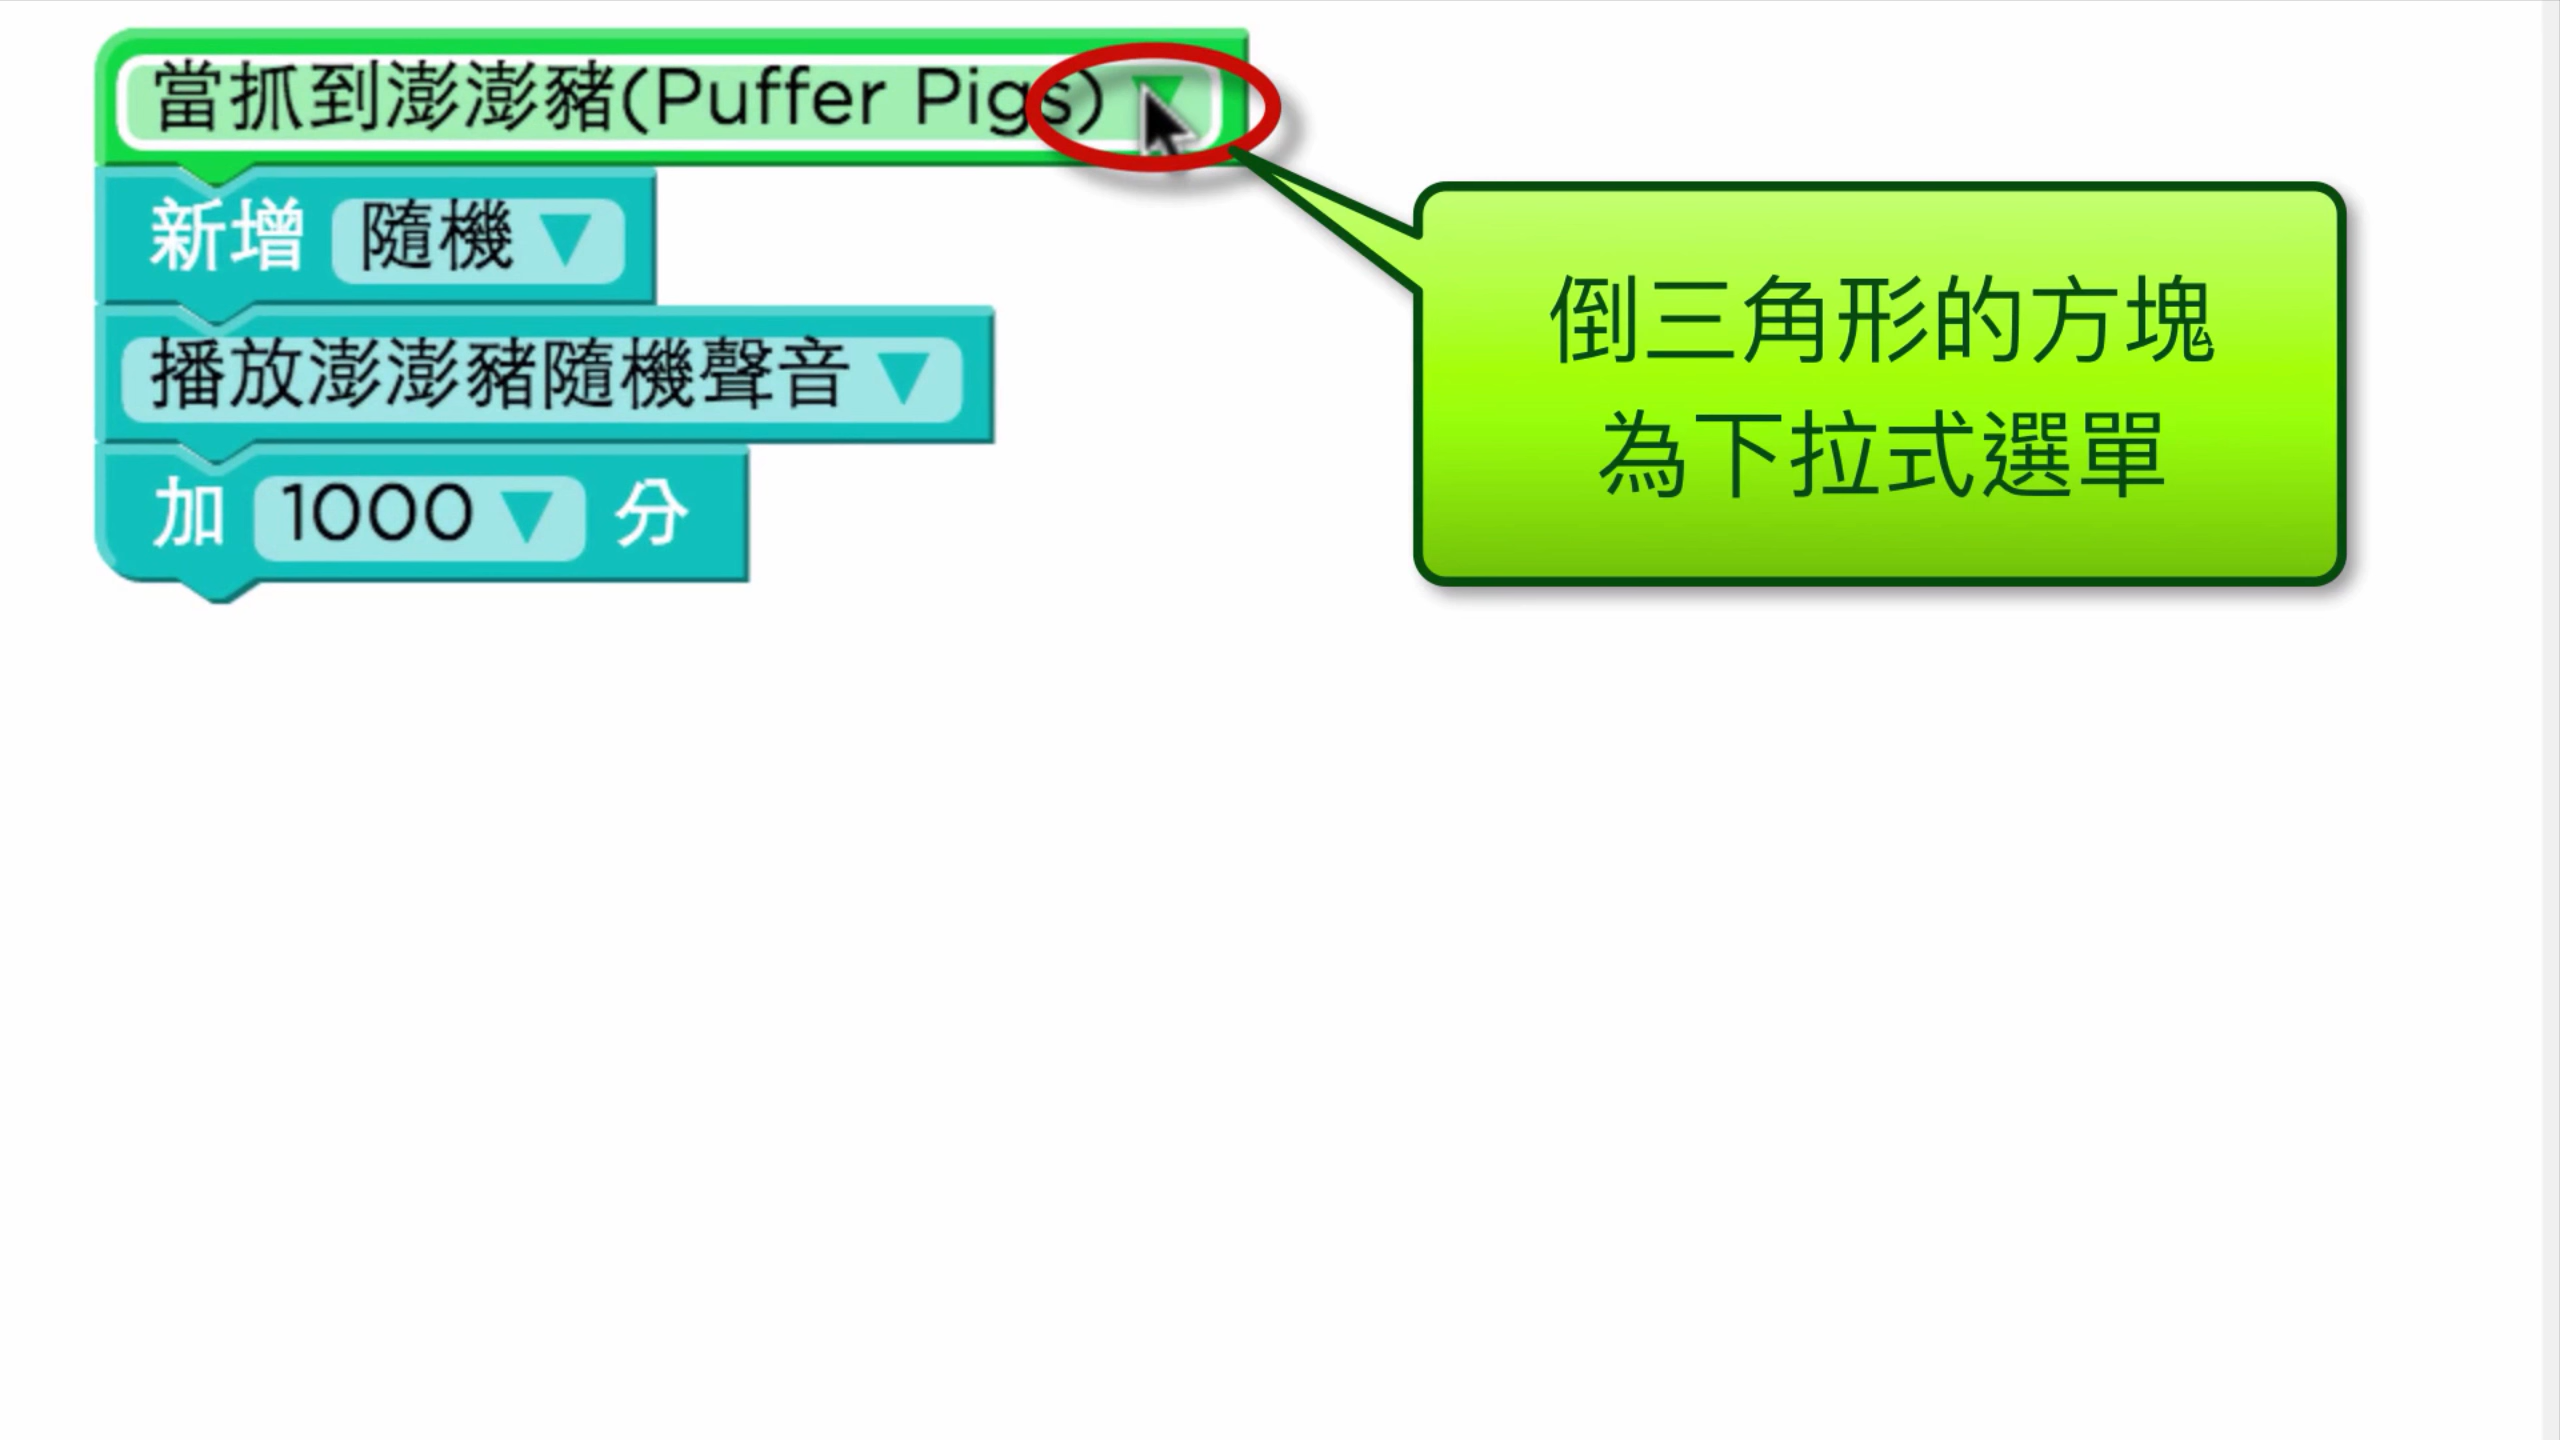 當抓到澎澎豬(Puffer Pigs)
新增 隨機
播放澎澎豬隨機聲音
加 1000 分
倒三角形的方塊
為下拉式選單